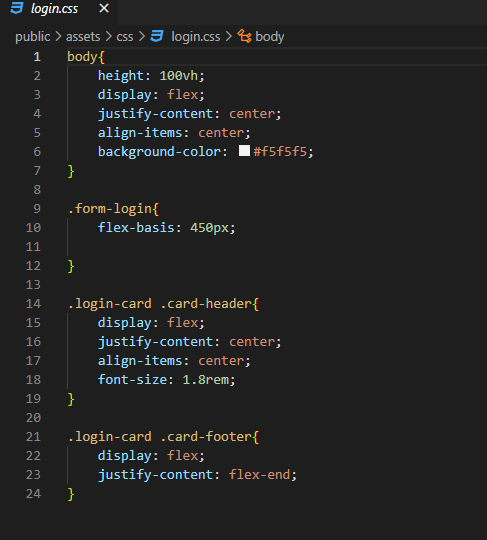 login.css ×
public > assets > css > login.css > body
1 body{
2     height: 100vh;
3     display: flex;
4     justify-content: center;
5     align-items: center;
6     background-color: #f5f5f5;
7 }
8
9 .form-login{
10     flex-basis: 450px;
11
12 }
13
14 .login-card .card-header{
15     display: flex;
16     justify-content: center;
17     align-items: center;
18     font-size: 1.8rem;
19 }
20
21 .login-card .card-footer{
22     display: flex;
23     justify-content: flex-end;
24 }